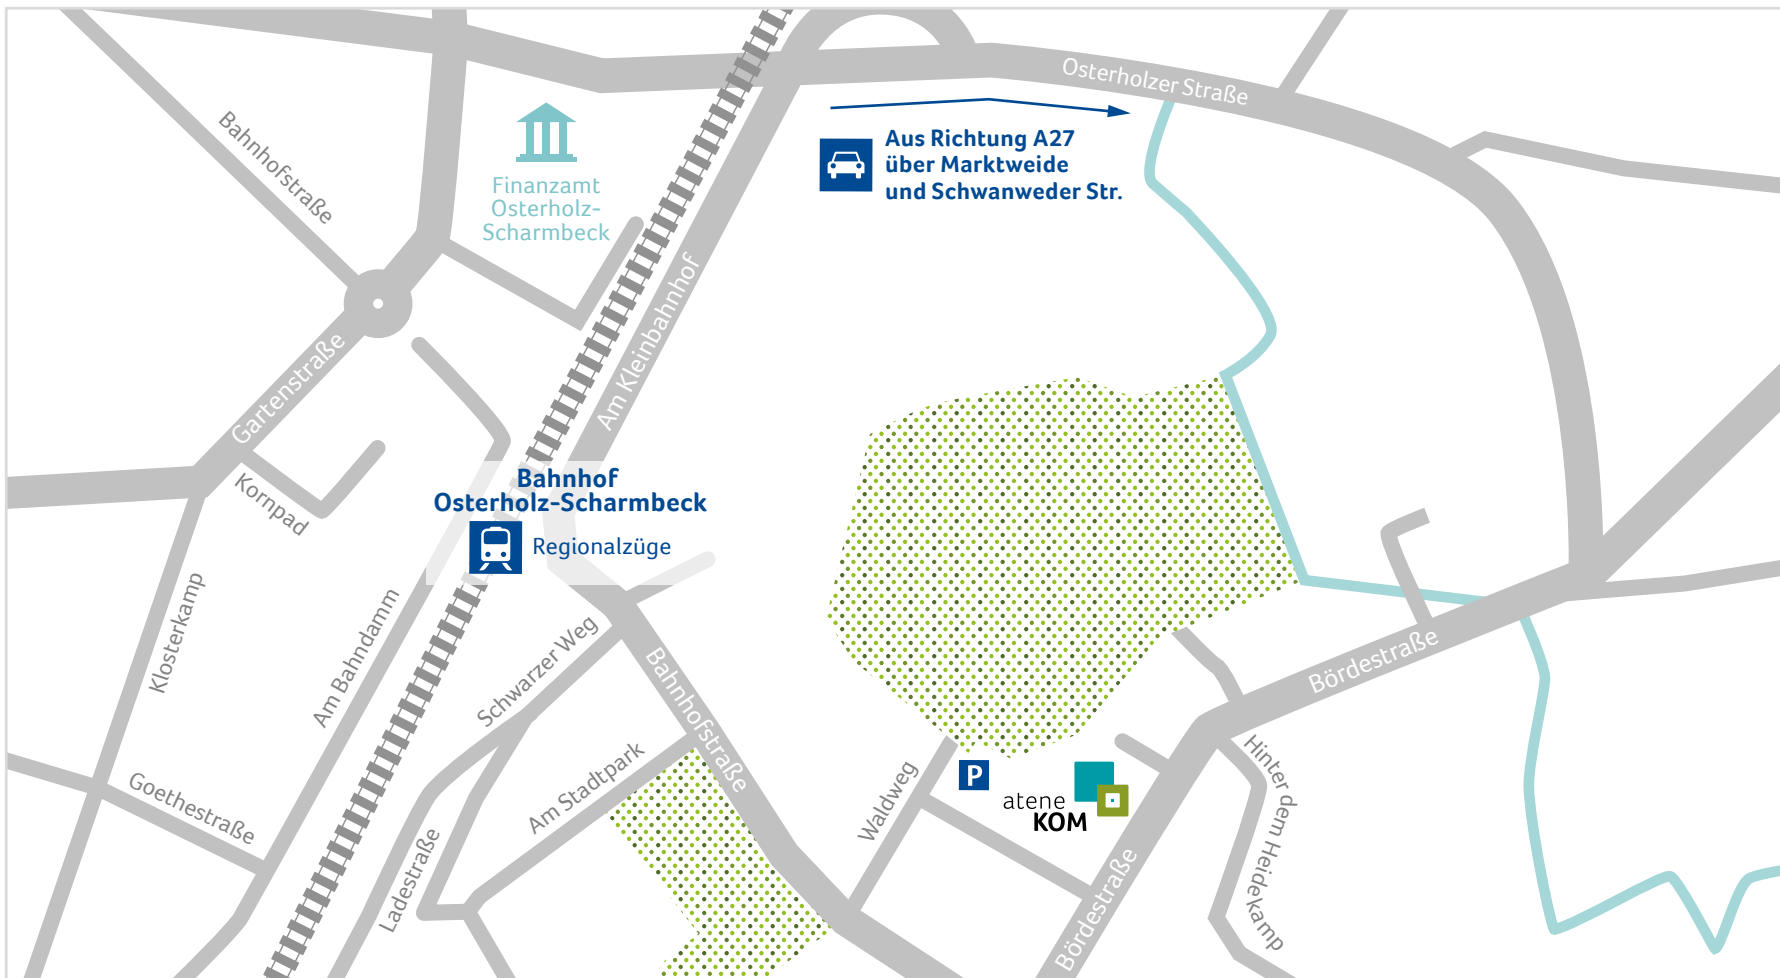 Osterholzer Straße
Bahnhofstraße
Aus Richtung A27
über Marktweide
und Schwanweder Str.
Finanzamt
Osterholz-
Scharmbeck
Am Kleinbahnhof
Gartenstraße
Kornpad
Bahnhof
Osterholz-Scharmbeck
Regionalzüge
Klosterkamp
Am Bahndamm
Schwarzer Weg
Bahnhofstraße
Bördestraße
Goethestraße
Am Stadtpark
Ladestraße
Waldweg
P
atene
KOM
Hinter dem Heidekamp
Bördestraße